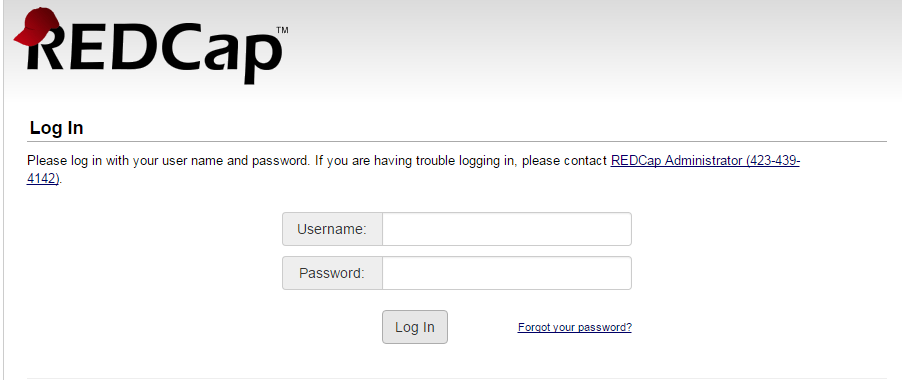 REDCap™
Log In
Please log in with your user name and password. If you are having trouble logging in, please contact REDCap Administrator (423-439-
4142).
Username:
Password:
Log In
Forgot your password?